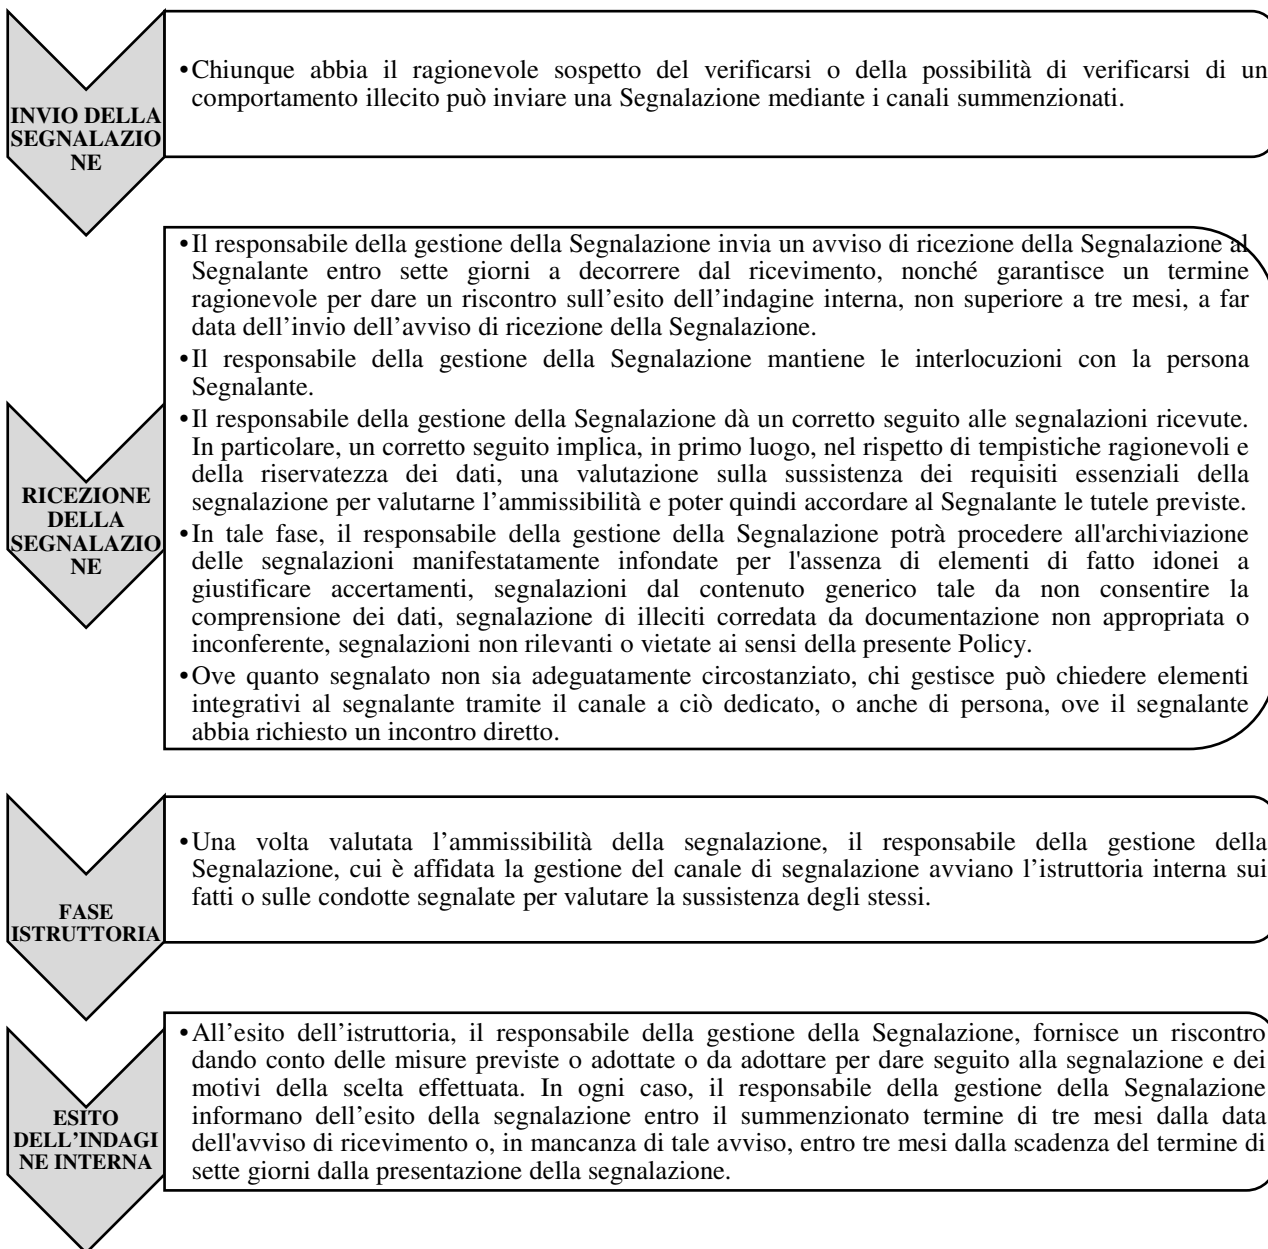 INVIO DELLA
SEGNALAZIO
NE
•Chiunque abbia il ragionevole sospetto del verificarsi o della possibilità di verificarsi di un
comportamento illecito può inviare una Segnalazione mediante i canali summenzionati.
RICEZIONE
DELLA
SEGNALAZIO
NE
•Il responsabile della gestione della Segnalazione invia un avviso di ricezione della Segnalazione al
Segnalante entro sette giorni a decorrere dal ricevimento, nonché garantisce un termine
ragionevole per dare un riscontro sull’esito dell’indagine interna, non superiore a tre mesi, a far
data dell’invio dell’avviso di ricezione della Segnalazione.
•Il responsabile della gestione della Segnalazione mantiene le interlocuzioni con la persona
Segnalante.
•Il responsabile della gestione della Segnalazione dà un corretto seguito alle segnalazioni ricevute.
In particolare, un corretto seguito implica, in primo luogo, nel rispetto di tempistiche ragionevoli e
della riservatezza dei dati, una valutazione sulla sussistenza dei requisiti essenziali della
segnalazione per valutarne l’ammissibilità e poter quindi accordare al Segnalante le tutele previste.
•In tale fase, il responsabile della gestione della Segnalazione potrà procedere all'archiviazione
delle segnalazioni manifestatamente infondate per l'assenza di elementi di fatto idonei a
giustificare accertamenti, segnalazioni dal contenuto generico tale da non consentire la
comprensione dei dati, segnalazione di illeciti corredata da documentazione non appropriata o
inconferente, segnalazioni non rilevanti o vietate ai sensi della presente Policy.
•Ove quanto segnalato non sia adeguatamente circostanziato, chi gestisce può chiedere elementi
integrativi al segnalante tramite il canale a ciò dedicato, o anche di persona, ove il segnalante
abbia richiesto un incontro diretto.
FASE
ISTRUTTORIA
•Una volta valutata l’ammissibilità della segnalazione, il responsabile della gestione della
Segnalazione, cui è affidata la gestione del canale di segnalazione avviano l’istruttoria interna sui
fatti o sulle condotte segnalate per valutare la sussistenza degli stessi.
ESITO
DELL’INDAGI
NE INTERNA
•All’esito dell’istruttoria, il responsabile della gestione della Segnalazione, fornisce un riscontro
dando conto delle misure previste o adottate o da adottare per dare seguito alla segnalazione e dei
motivi della scelta effettuata. In ogni caso, il responsabile della gestione della Segnalazione
informano dell’esito della segnalazione entro il summenzionato termine di tre mesi dalla data
dell'avviso di ricevimento o, in mancanza di tale avviso, entro tre mesi dalla scadenza del termine di
sette giorni dalla presentazione della segnalazione.